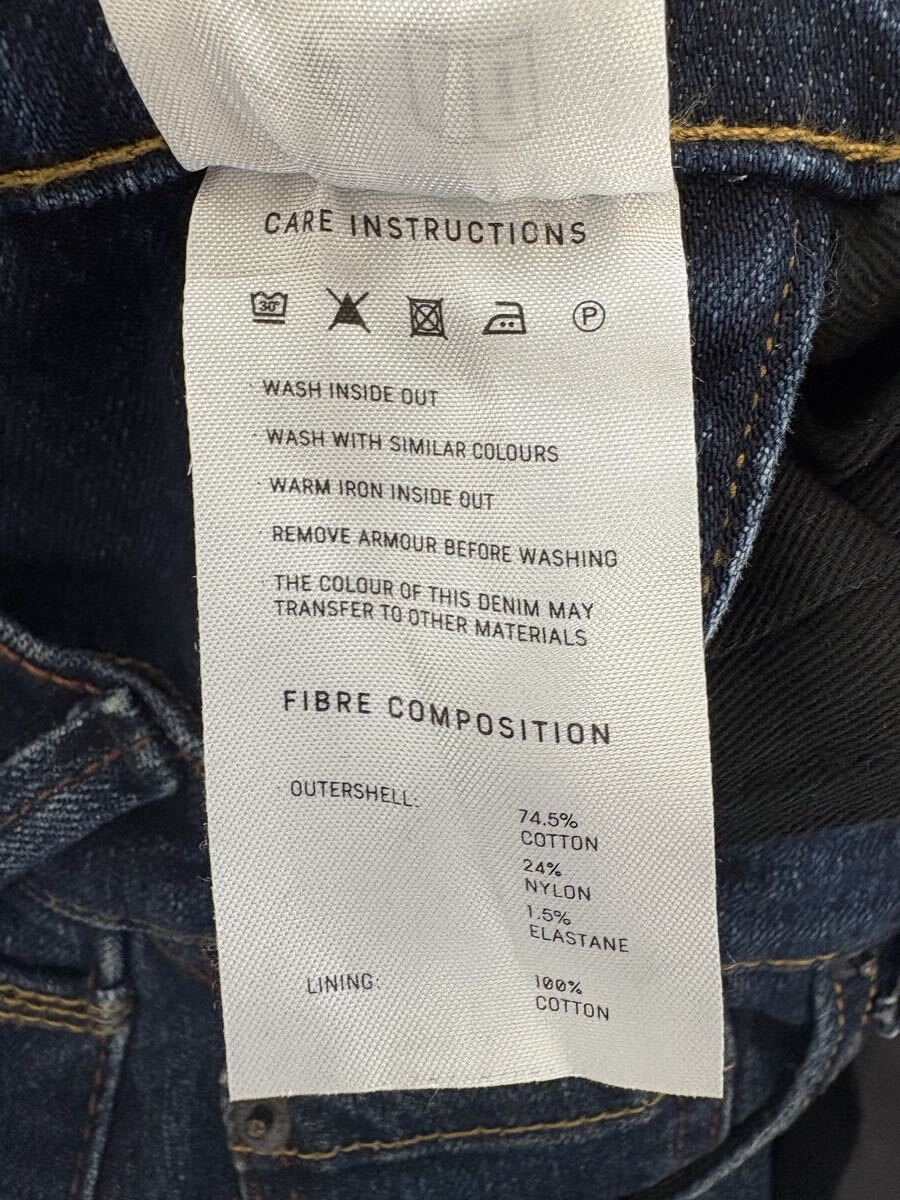 CARE INSTRUCTIONS
30°
P
· WASH INSIDE OUT
· WASH WITH SIMILAR COLOURS
· WARM IRON INSIDE OUT
· REMOVE ARMOUR BEFORE WASHING
· THE COLOUR OF THIS DENIM MAY
TRANSFER TO OTHER MATERIALS
FIBRE COMPOSITION
· OUTERSHELL:
74.5%
COTTON
24%
NYLON
1.5%
ELASTANE
LINING:
100%
COTTON